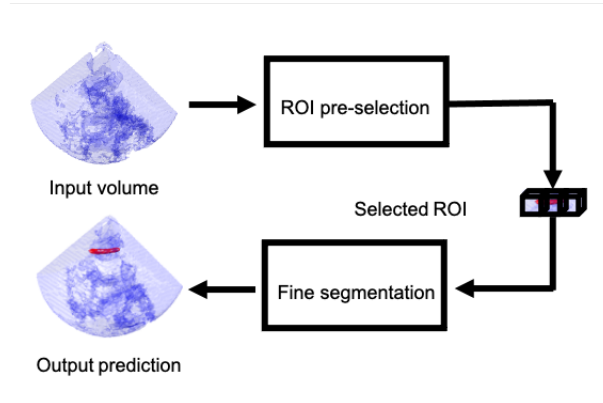 ROI pre-selection
Input volume
Selected ROI
Fine segmentation
Output prediction